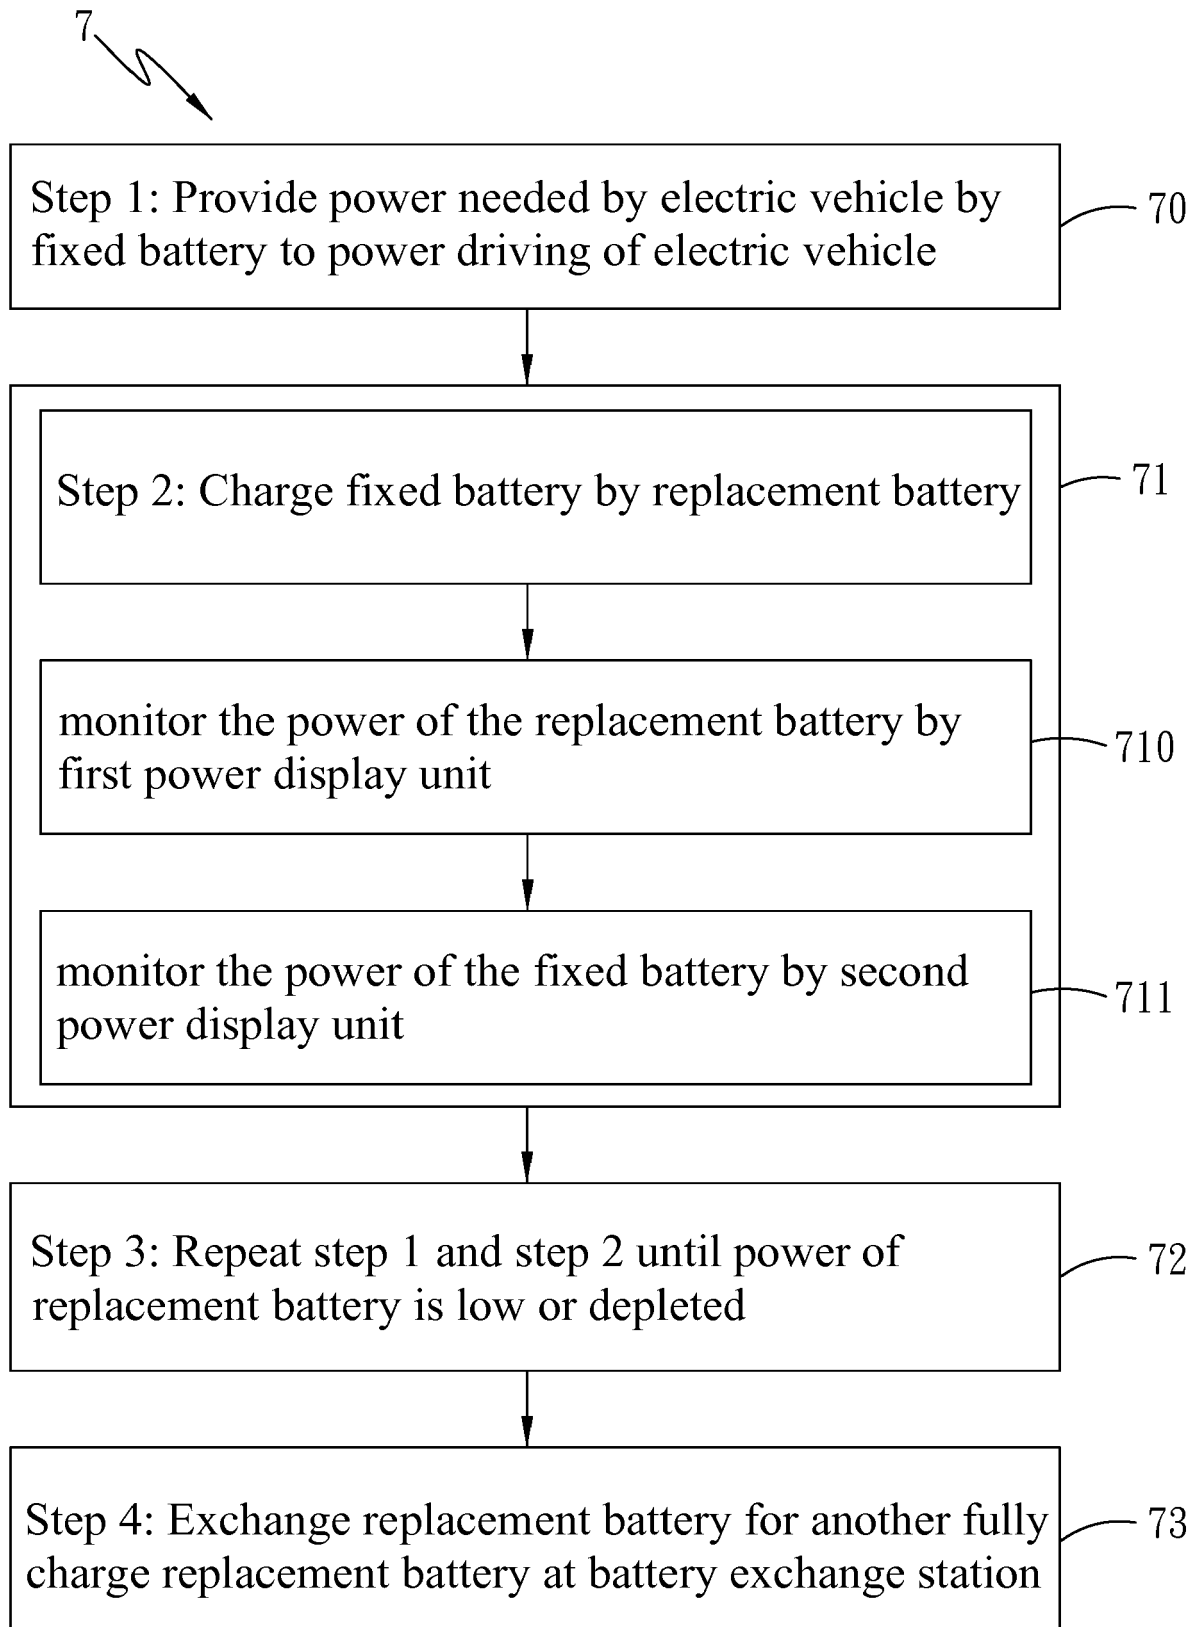 7
Step 1: Provide power needed by electric vehicle by
fixed battery to power driving of electric vehicle
70
Step 2: Charge fixed battery by replacement battery
71
monitor the power of the replacement battery by
first power display unit
710
monitor the power of the fixed battery by second
power display unit
711
Step 3: Repeat step 1 and step 2 until power of
replacement battery is low or depleted
72
Step 4: Exchange replacement battery for another fully
charge replacement battery at battery exchange station
73